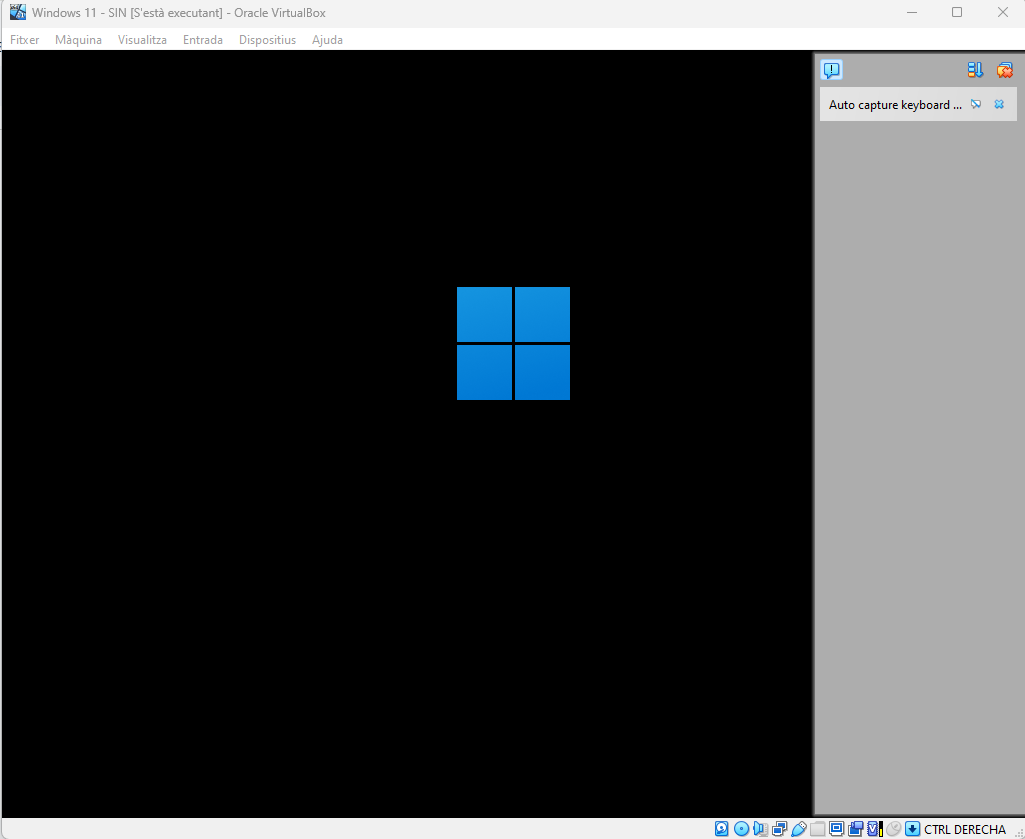 Windows 11 - SIN [S'està executant] - Oracle VirtualBox
Fitxer Màquina Visualitza Entrada Dispositius Ajuda
Auto capture keyboard ...
CTRL DERECHA